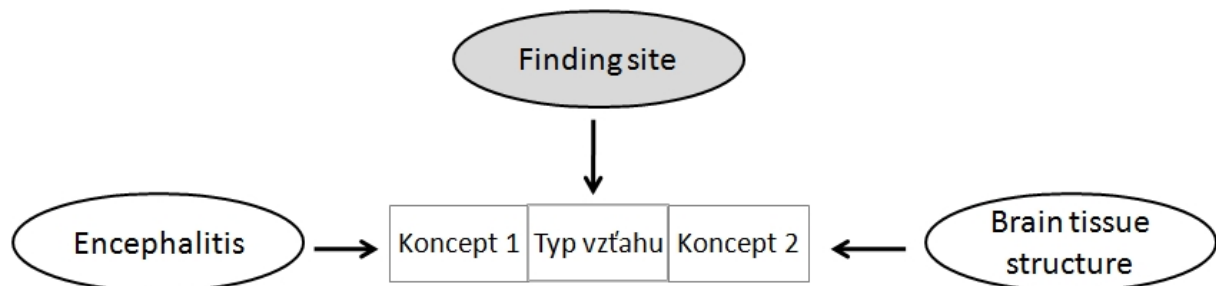 Finding site
Encephalitis
Koncept 1
Typ vzťahu
Koncept 2
Brain tissue
structure